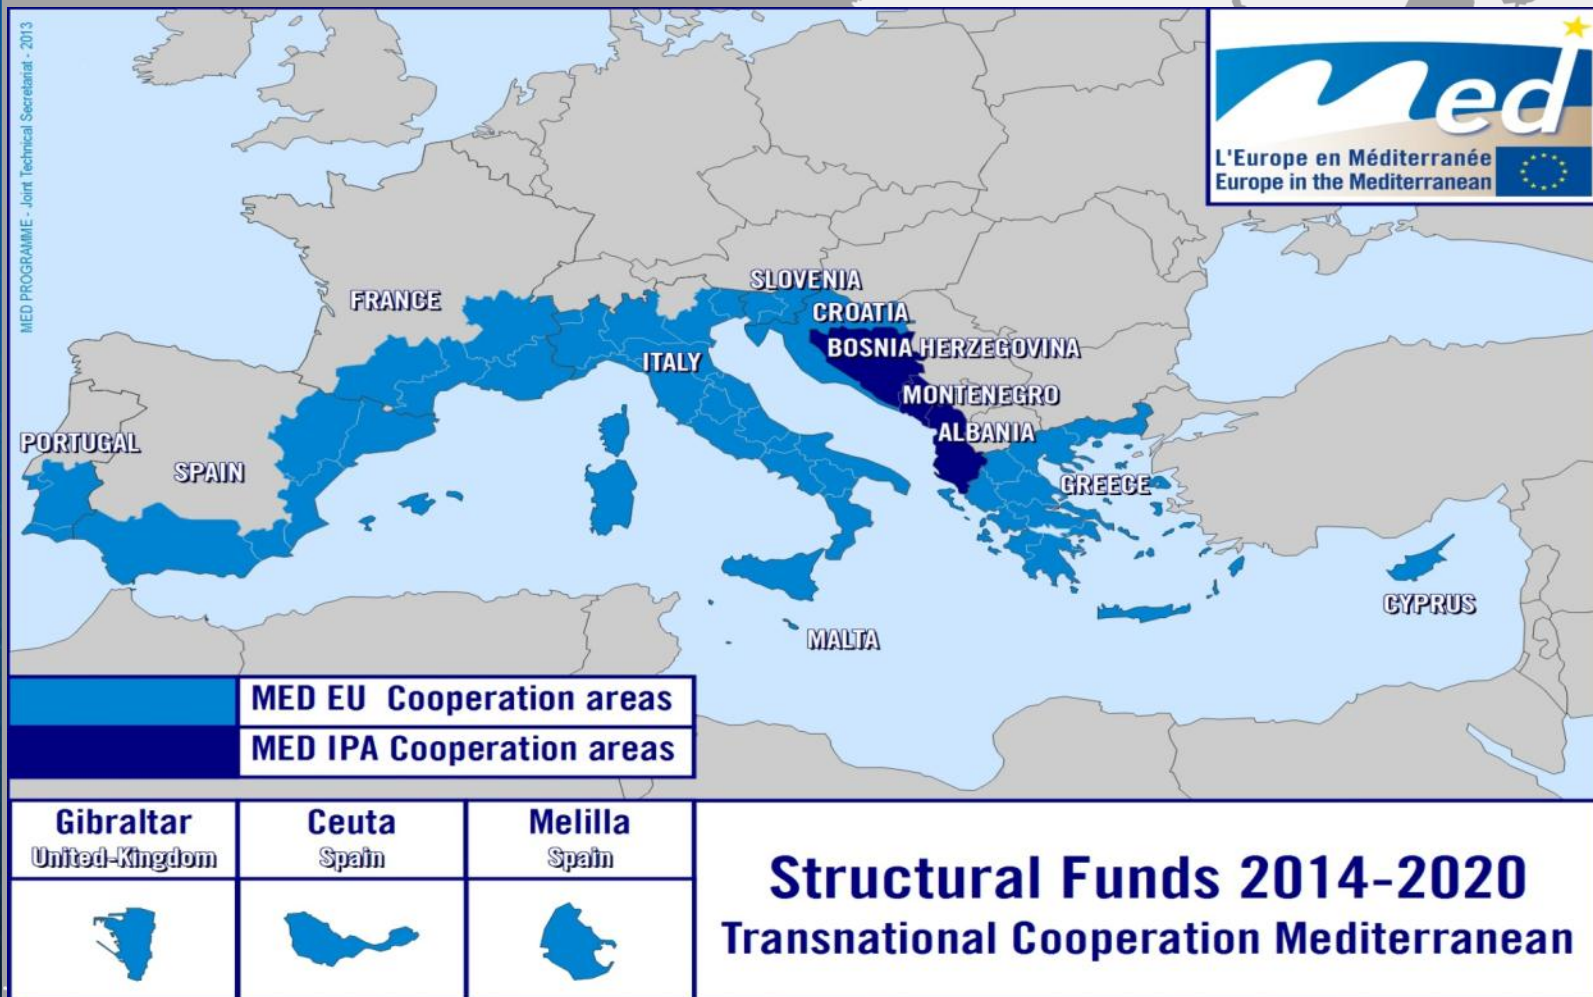 MED PROGRAMME - Joint Technical Secretariat - 2013
Med
L'Europe en Méditerranée
Europe in the Mediterranean
SLOVENIA
FRANCE
CROATIA
BOSNIA HERZEGOVINA
ITALY
MONTENEGRO
ALBANIA
PORTUGAL
SPAIN
GREECE
CYPRUS
MALTA
MED EU Cooperation areas
MED IPA Cooperation areas
Gibraltar
United-Kingdom
Ceuta
Spain
Melilla
Spain
Structural Funds 2014-2020
Transnational Cooperation Mediterranean